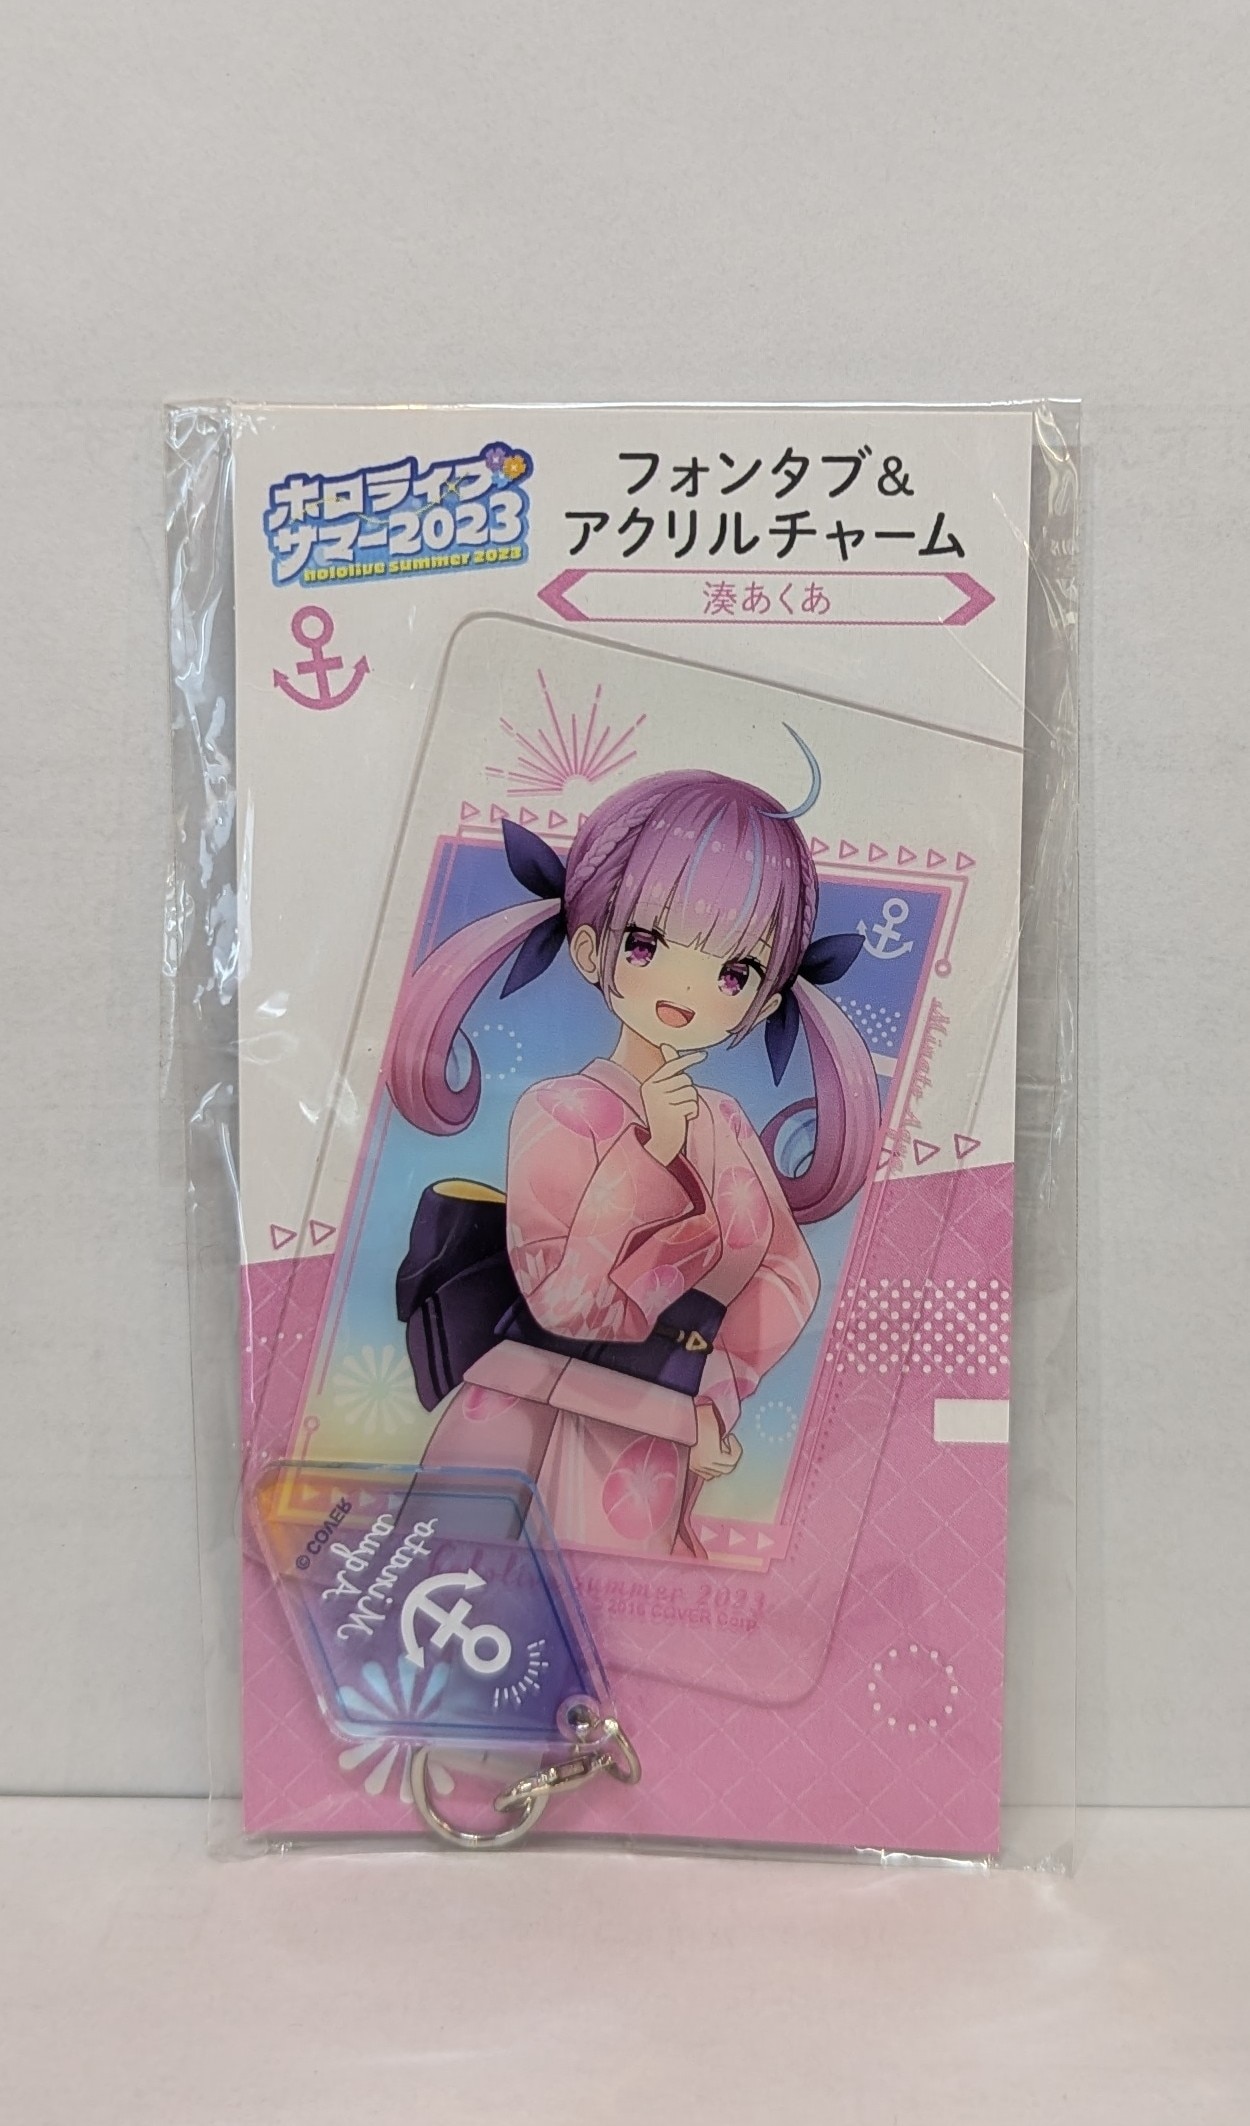 ホロライブ
サマー2023
hololive summer 2023
フォンタブ&
アクリルチャーム
湊あくあ
Minato Aqua
© COVER
Minato
Aqua
hololive summer 2023
© 2016 COVER Corp.